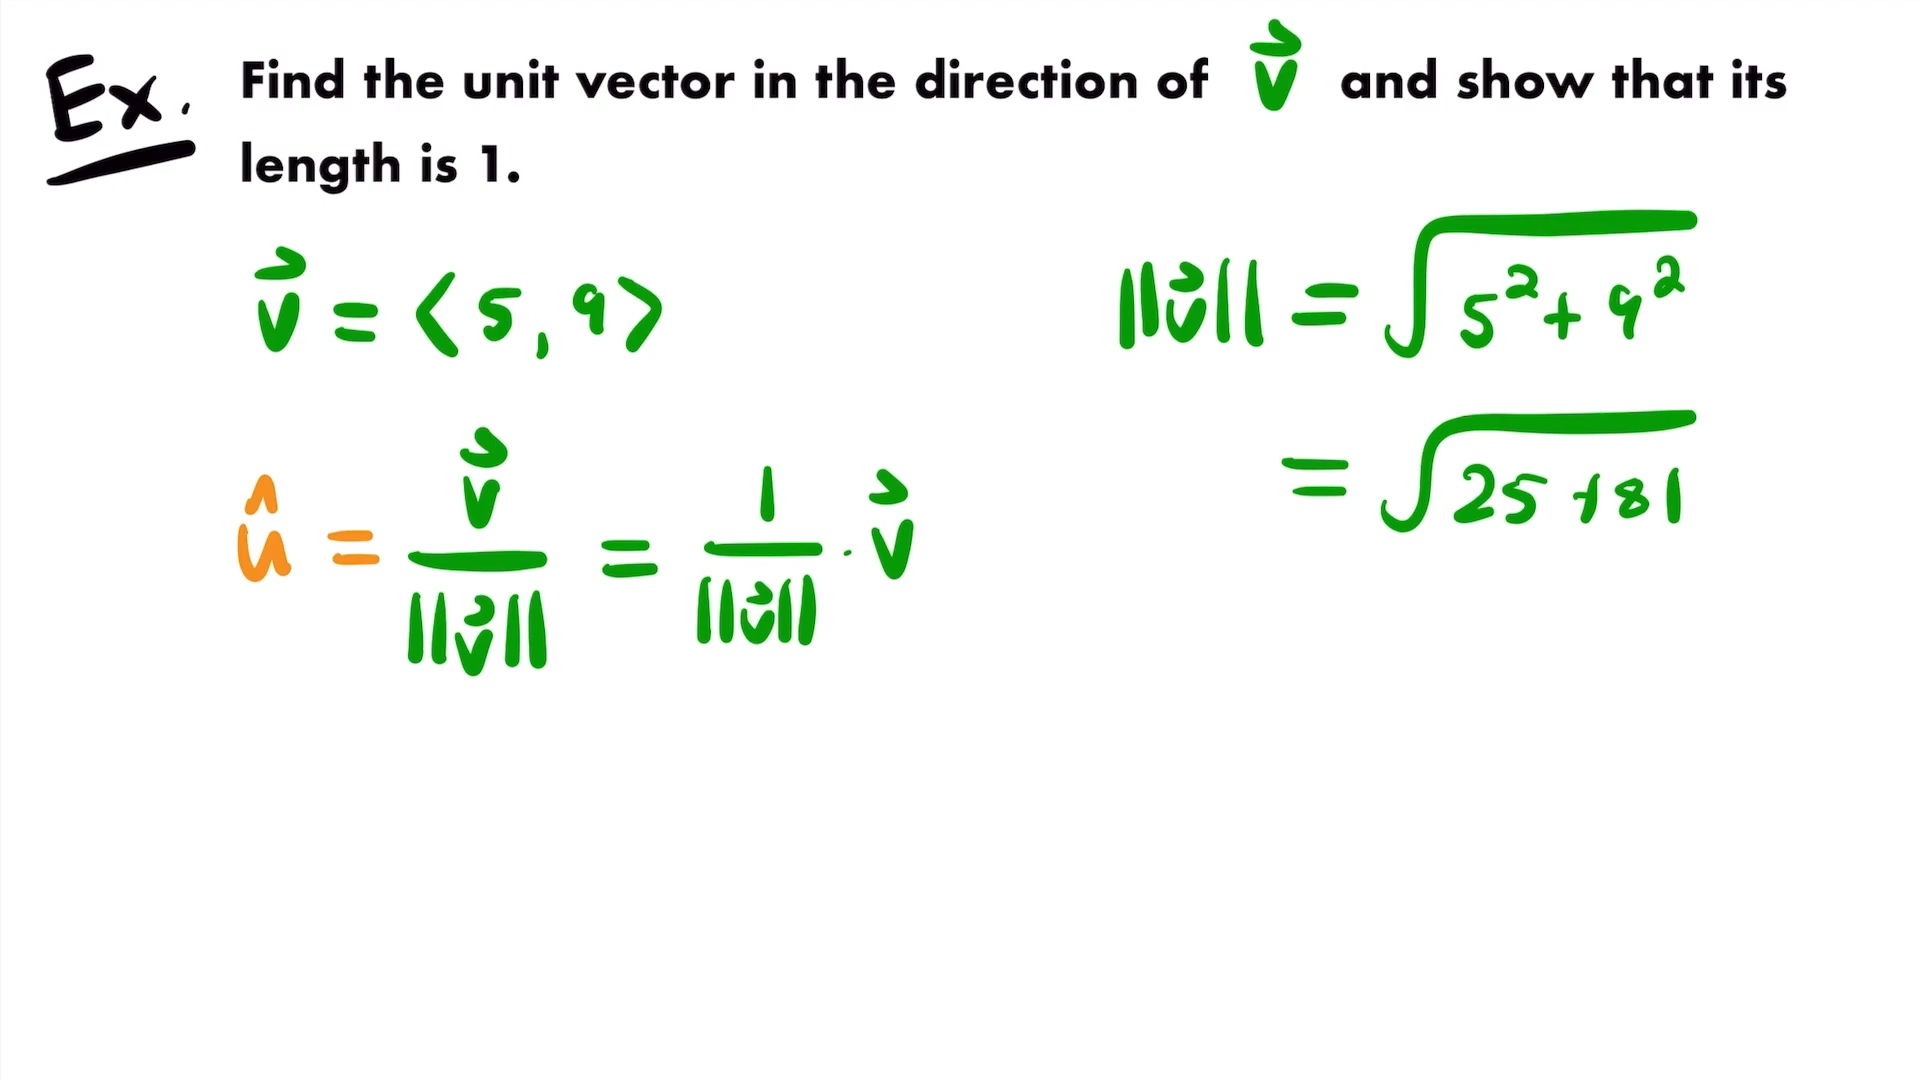 Ex. Find the unit vector in the direction of v⃗ and show that its
length is 1.
v⃗ = ⟨5, 9⟩
||v⃗|| = √(5² + 9²)
= √(25 + 81)
û = v⃗ / ||v⃗|| = 1 / ||v⃗|| · v⃗